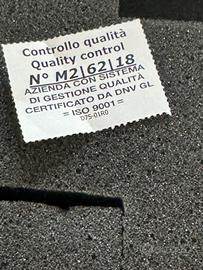 Controllo qualità
Quality control
N° M2|62|18
AZIENDA CON SISTEMA
DI GESTIONE QUALITÀ
CERTIFICATO DA DNV GL
= ISO 9001 =
D75-01R0